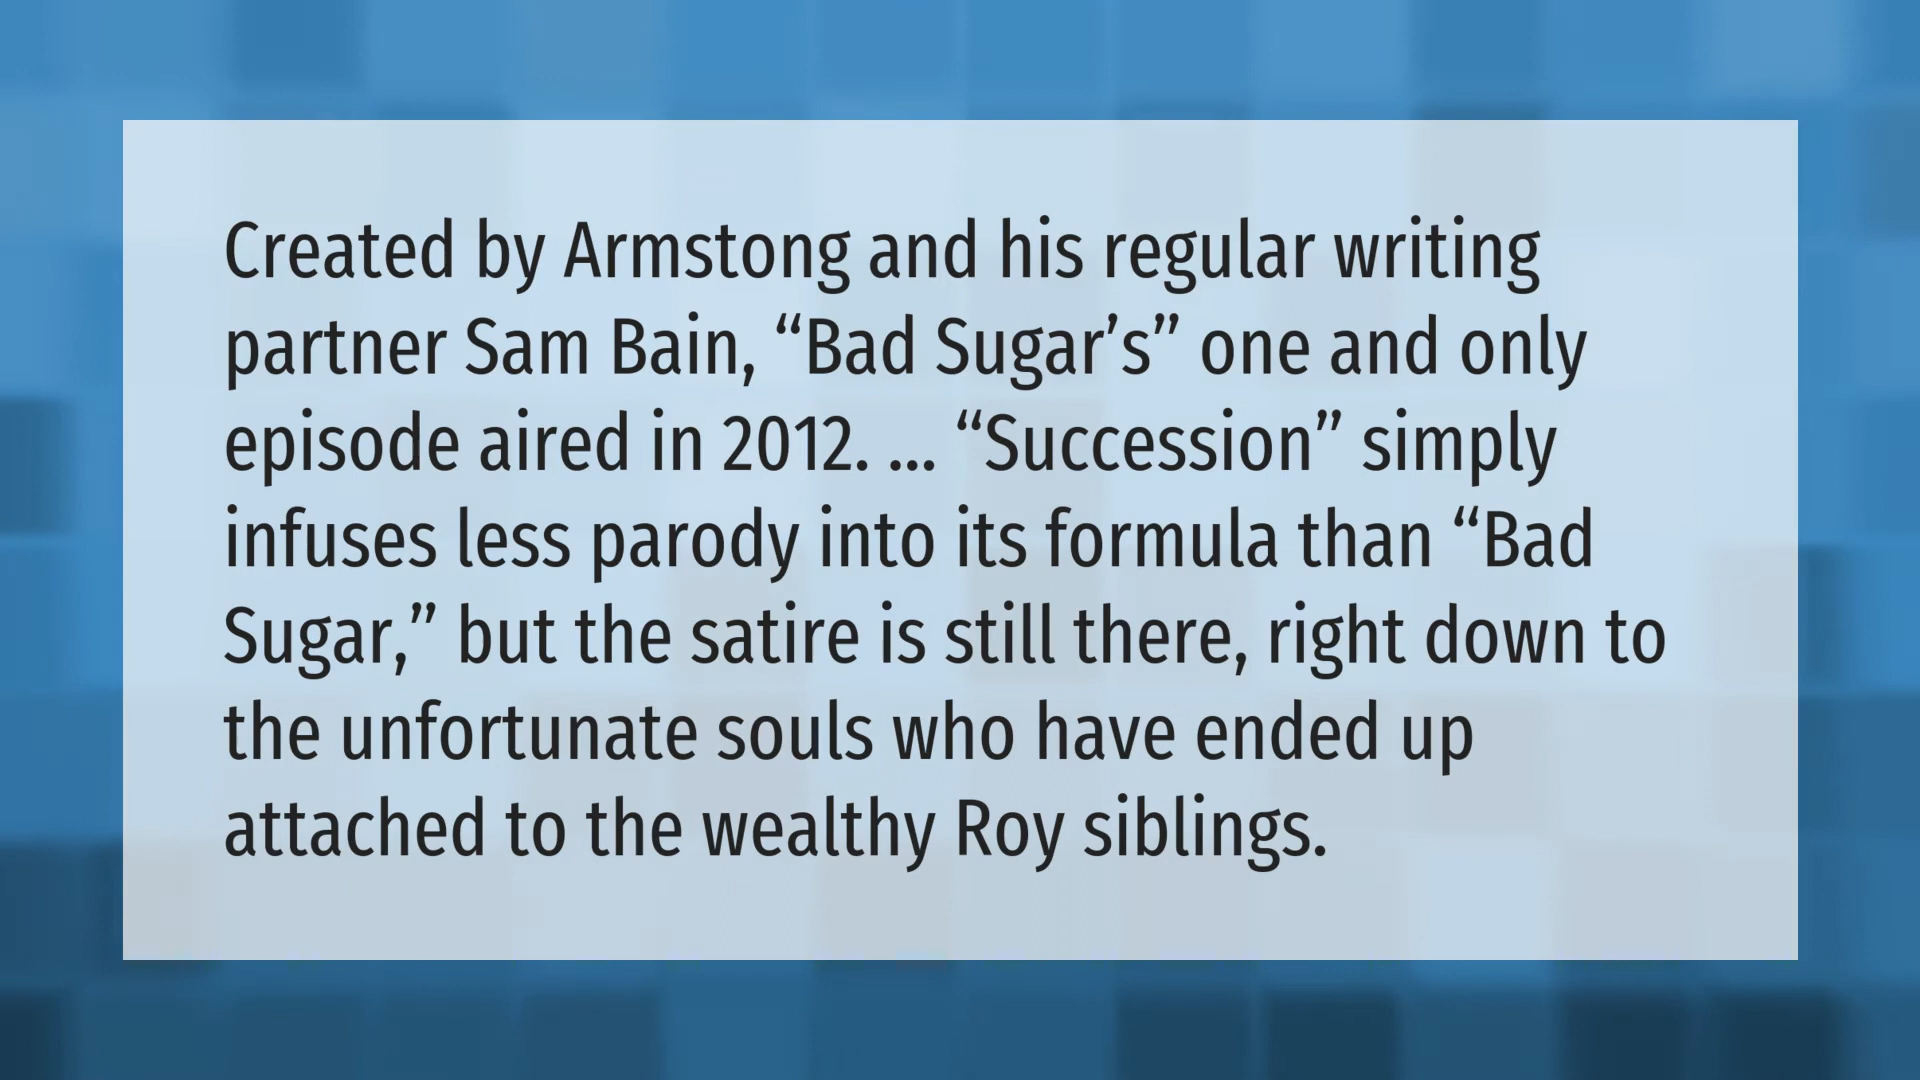 Created by Armstong and his regular writing
partner Sam Bain, “Bad Sugar’s” one and only
episode aired in 2012. ... “Succession” simply
infuses less parody into its formula than “Bad
Sugar,” but the satire is still there, right down to
the unfortunate souls who have ended up
attached to the wealthy Roy siblings.